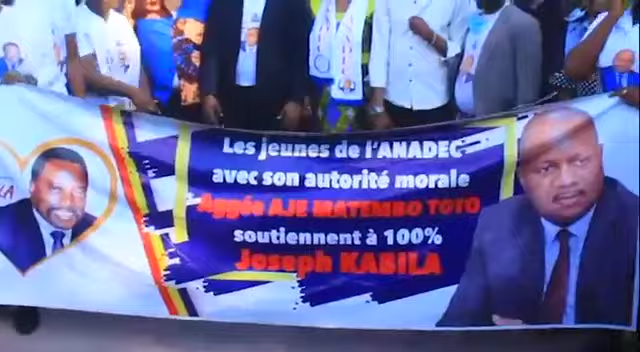 Les jeunes de l'ANADEC
avec son autorité morale
Aggée AJE MATEMBO TOTO
soutiennent à 100%
Joseph KABILA